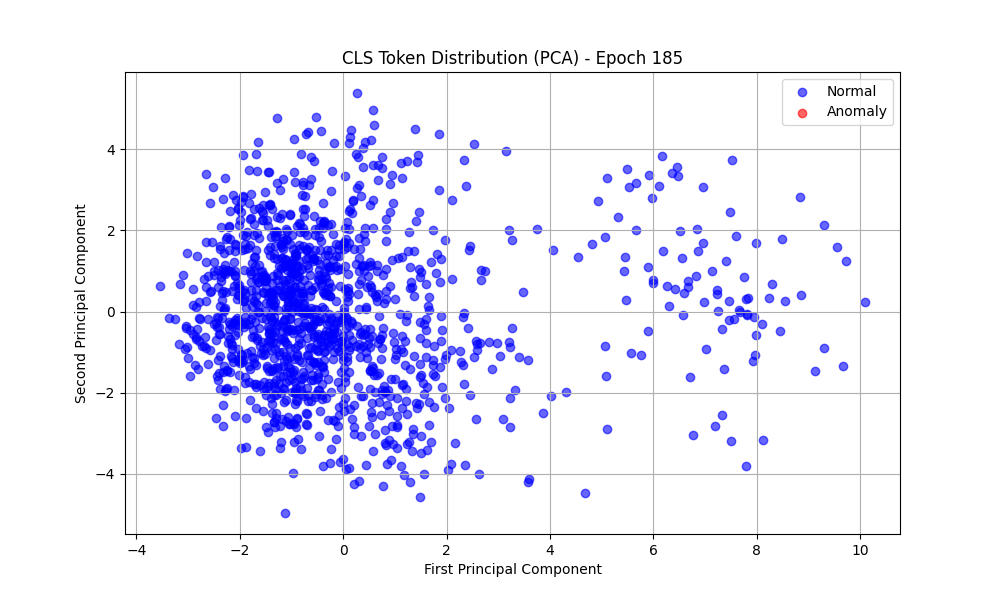 CLS Token Distribution (PCA) - Epoch 185
Normal
Anomaly
4
2
0
−2
−4
Second Principal Component
−4
−2
0
2
4
6
8
10
First Principal Component